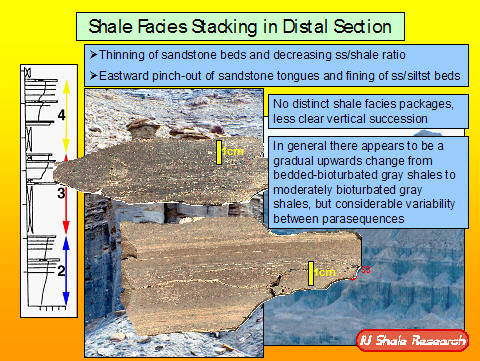 Shale Facies Stacking in Distal Section
➢Thinning of sandstone beds and decreasing ss/shale ratio
➢Eastward pinch-out of sandstone tongues and fining of ss/siltst beds
No distinct shale facies packages,
less clear vertical succession
In general there appears to be a
gradual upwards change from
bedded-bioturbated gray shales to
moderately bioturbated gray
shales, but considerable variability
between parasequences
4
3
2
1cm
1cm
IU Shale Research